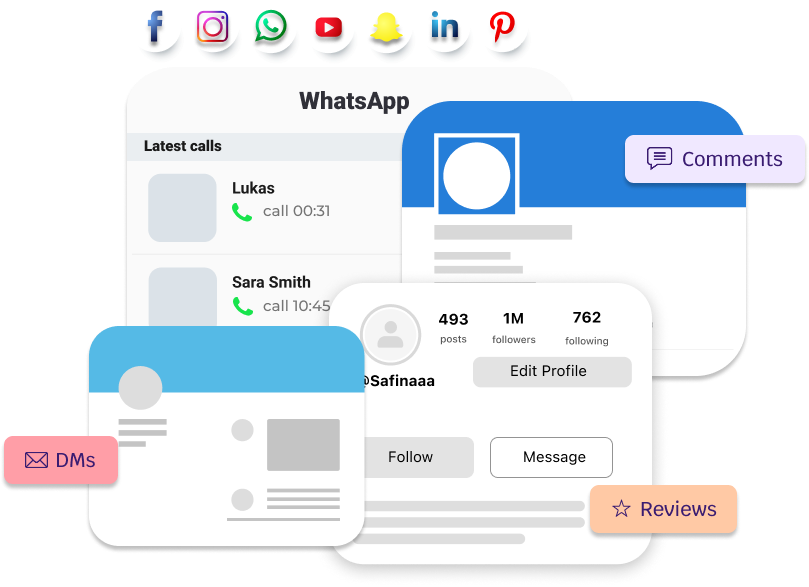 WhatsApp
Latest calls
Lukas
call 00:31
Sara Smith
call 10:45
Comments
493
posts
1M
followers
762
following
@Safinaaa
Edit Profile
Follow
Message
DMs
Reviews